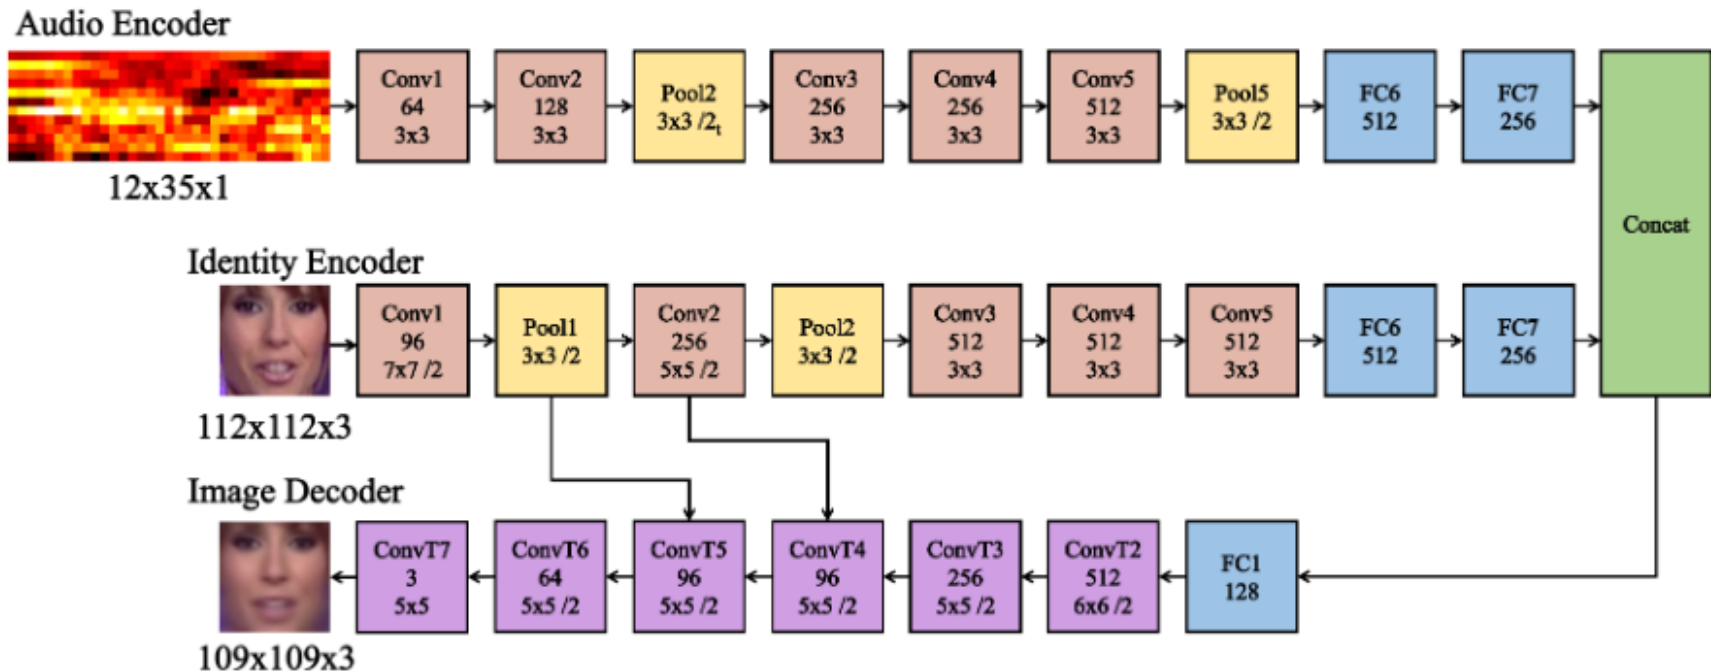 Audio Encoder
Conv1
64
3x3
Conv2
128
3x3
Pool2
3x3 /2t
Conv3
256
3x3
Conv4
256
3x3
Conv5
512
3x3
Pool5
3x3 /2
FC6
512
FC7
256
Concat
12x35x1
Identity Encoder
Conv1
96
7x7 /2
Pool1
3x3 /2
Conv2
256
5x5 /2
Pool2
3x3 /2
Conv3
512
3x3
Conv4
512
3x3
Conv5
512
3x3
FC6
512
FC7
256
112x112x3
Image Decoder
ConvT7
3
5x5
ConvT6
64
5x5 /2
ConvT5
96
5x5 /2
ConvT4
96
5x5 /2
ConvT3
256
5x5 /2
ConvT2
512
6x6 /2
FC1
128
109x109x3